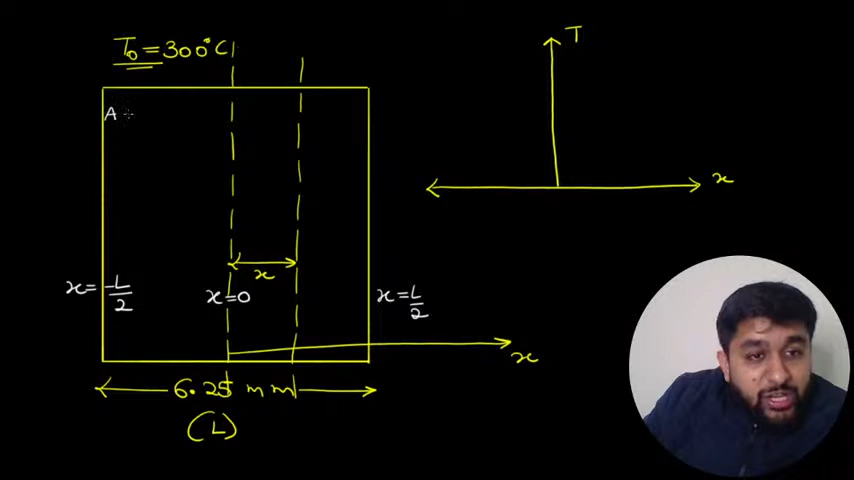 T₀ = 300°C
T
A
x
x
x = -L/2
x=0
x = L/2
x
6.25 mm
(L)